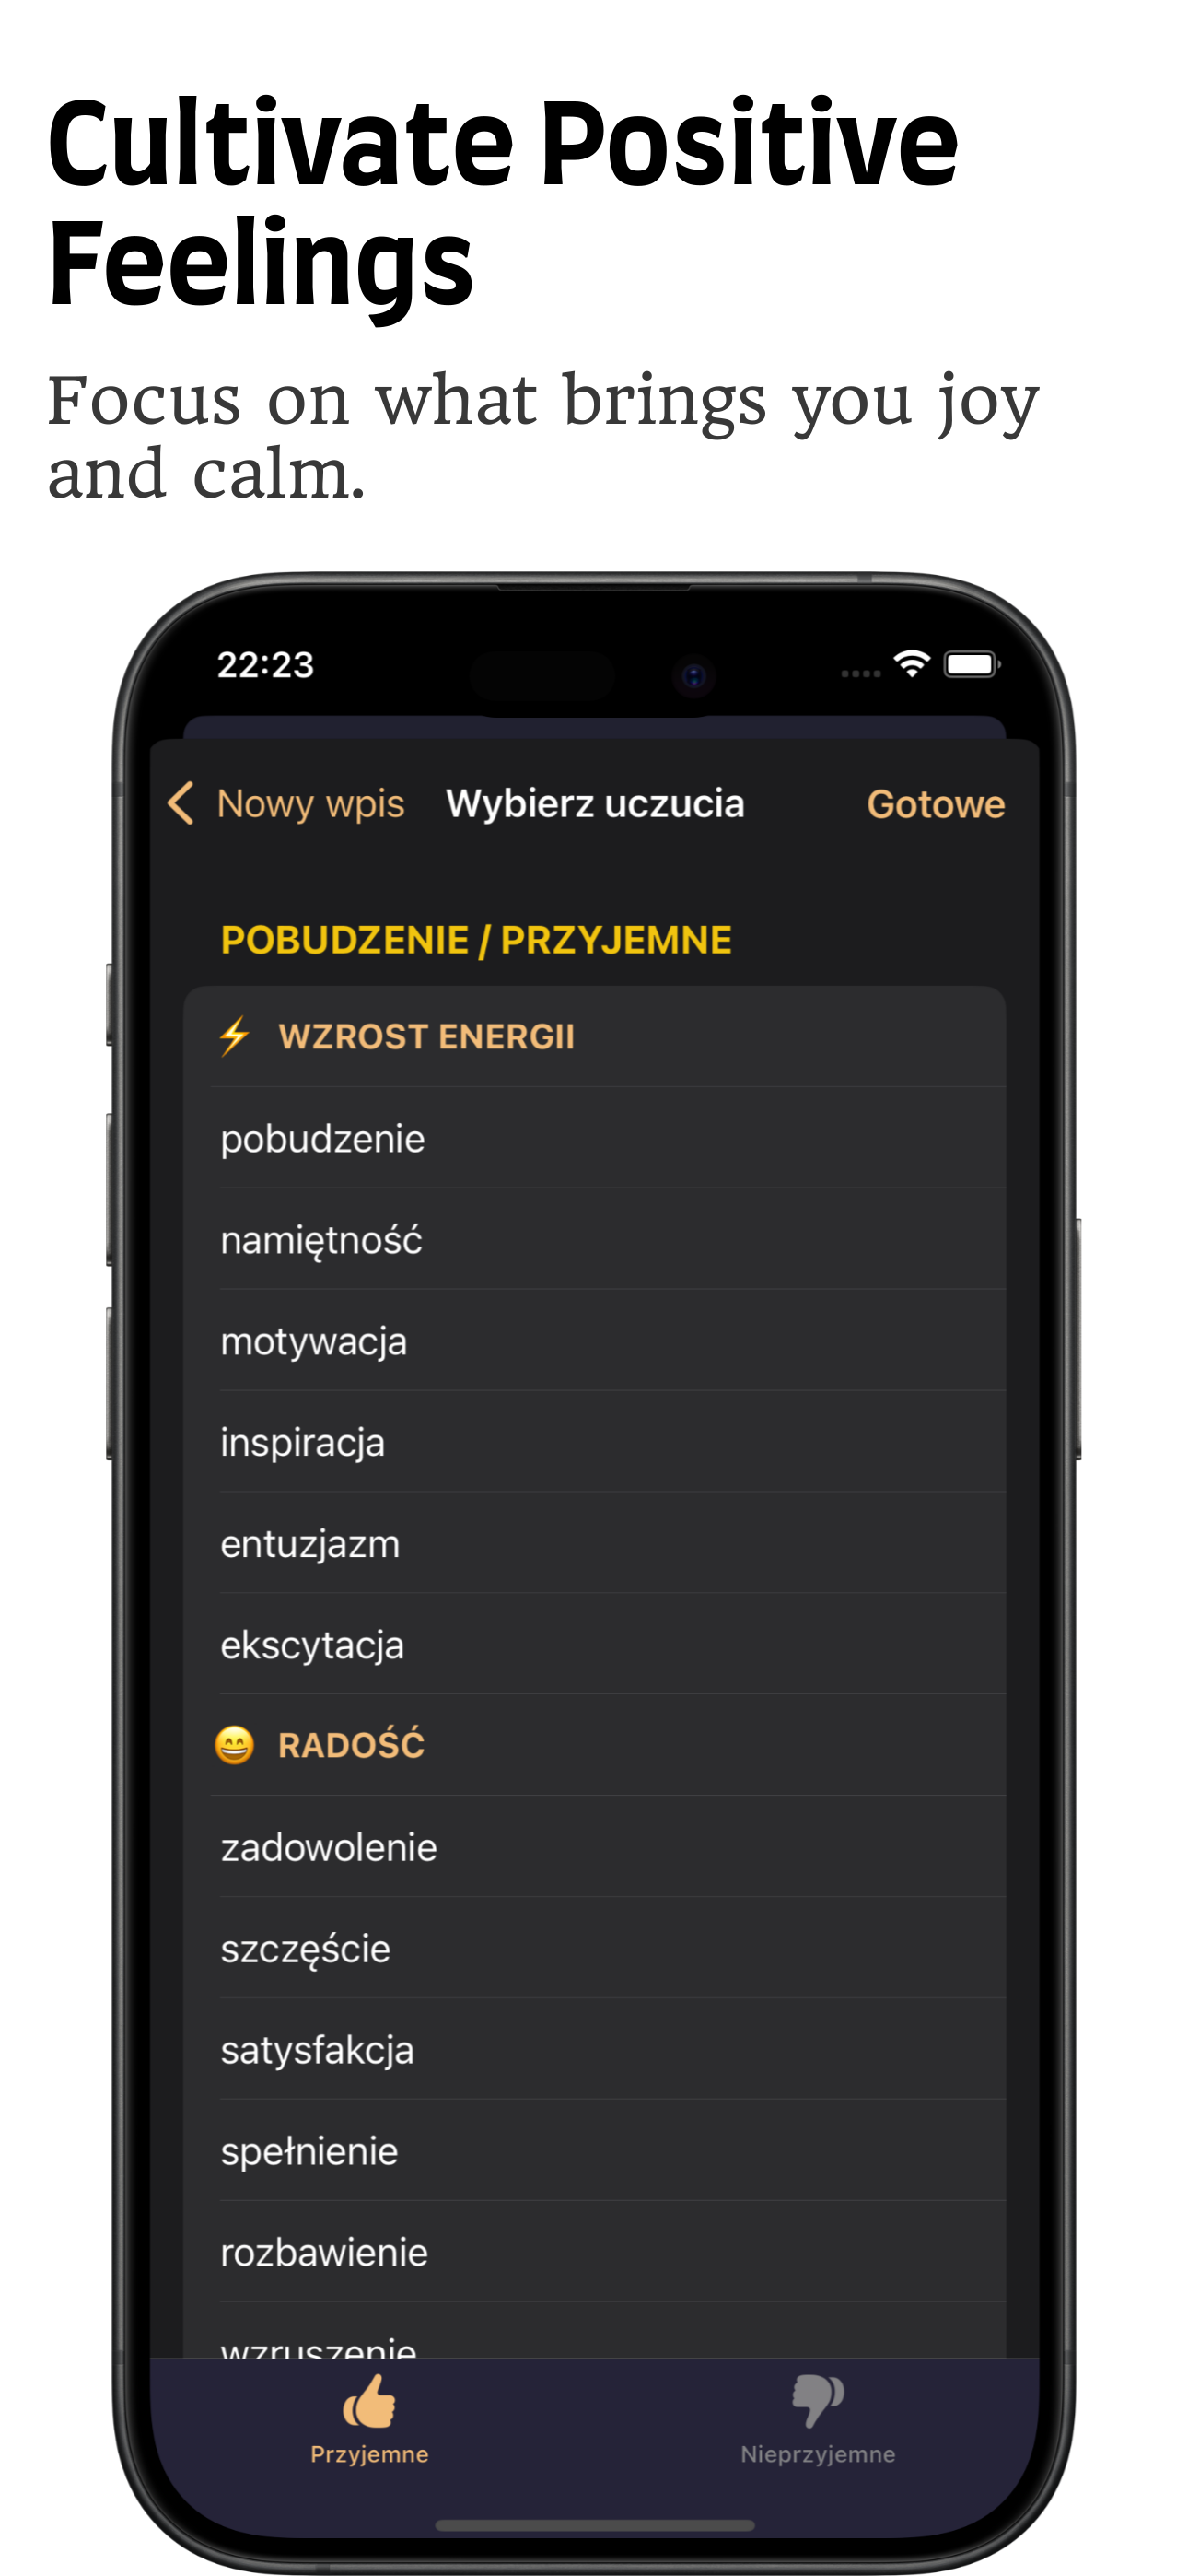 Cultivate Positive
Feelings
Focus on what brings you joy
and calm.
22:23
Nowy wpis
Wybierz uczucia
Gotowe
POBUDZENIE / PRZYJEMNE
WZROST ENERGII
pobudzenie
namiętność
motywacja
inspiracja
entuzjazm
ekscytacja
RADOŚĆ
zadowolenie
szczęście
satysfakcja
spełnienie
rozbawienie
wzruszenie
Przyjemne
Nieprzyjemne